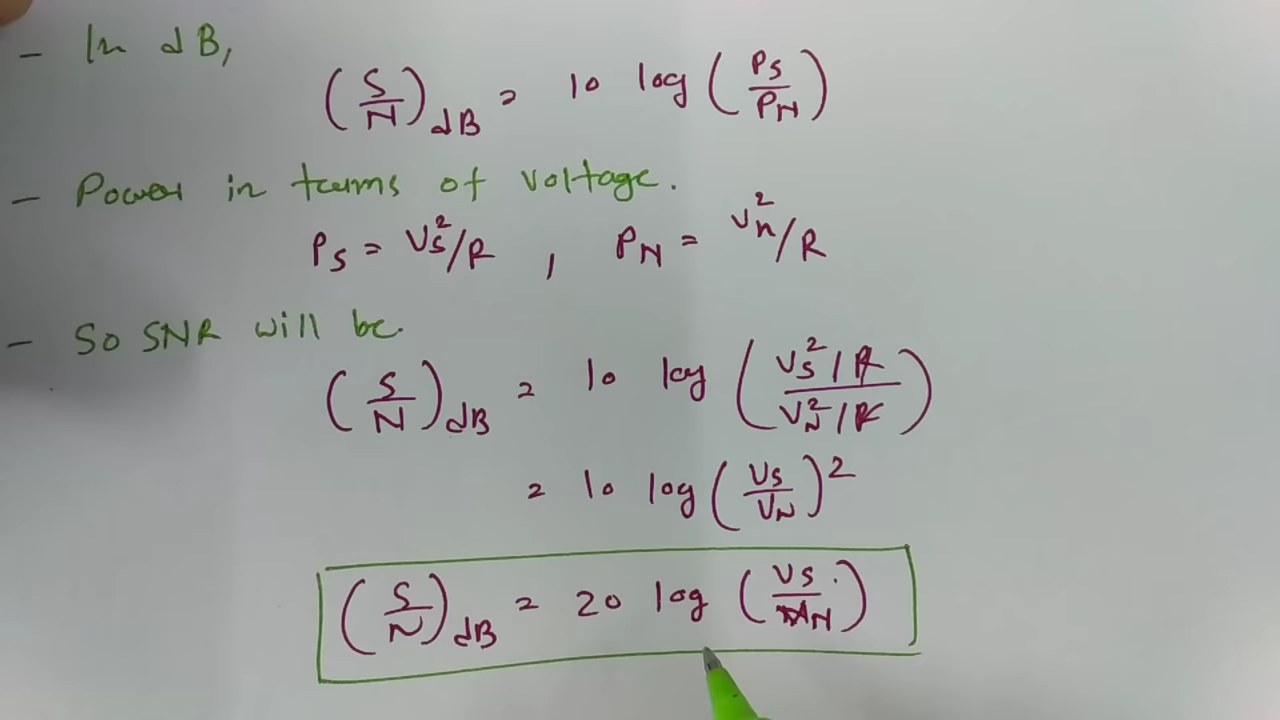 - In dB,
(S/N)dB = 10 log (PS/PN)
- Power in terms of voltage.
PS = VS²/R , PN = Vn²/R
- So SNR will be.
(S/N)dB = 10 log (VS²/R / VN²/R)
= 10 log (VS/VN)²
(S/N)dB = 20 log (VS/VN)